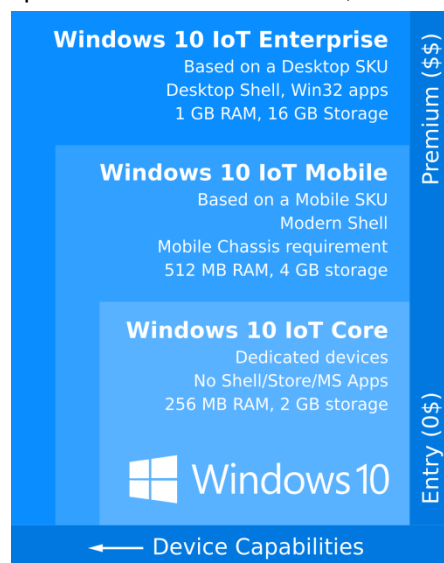 Windows 10 IoT Enterprise
Based on a Desktop SKU
Desktop Shell, Win32 apps
1 GB RAM, 16 GB Storage
Windows 10 IoT Mobile
Based on a Mobile SKU
Modern Shell
Mobile Chassis requirement
512 MB RAM, 4 GB storage
Windows 10 IoT Core
Dedicated devices
No Shell/Store/MS Apps
256 MB RAM, 2 GB storage
Windows 10
Premium ($$)
Entry (0$)
Device Capabilities